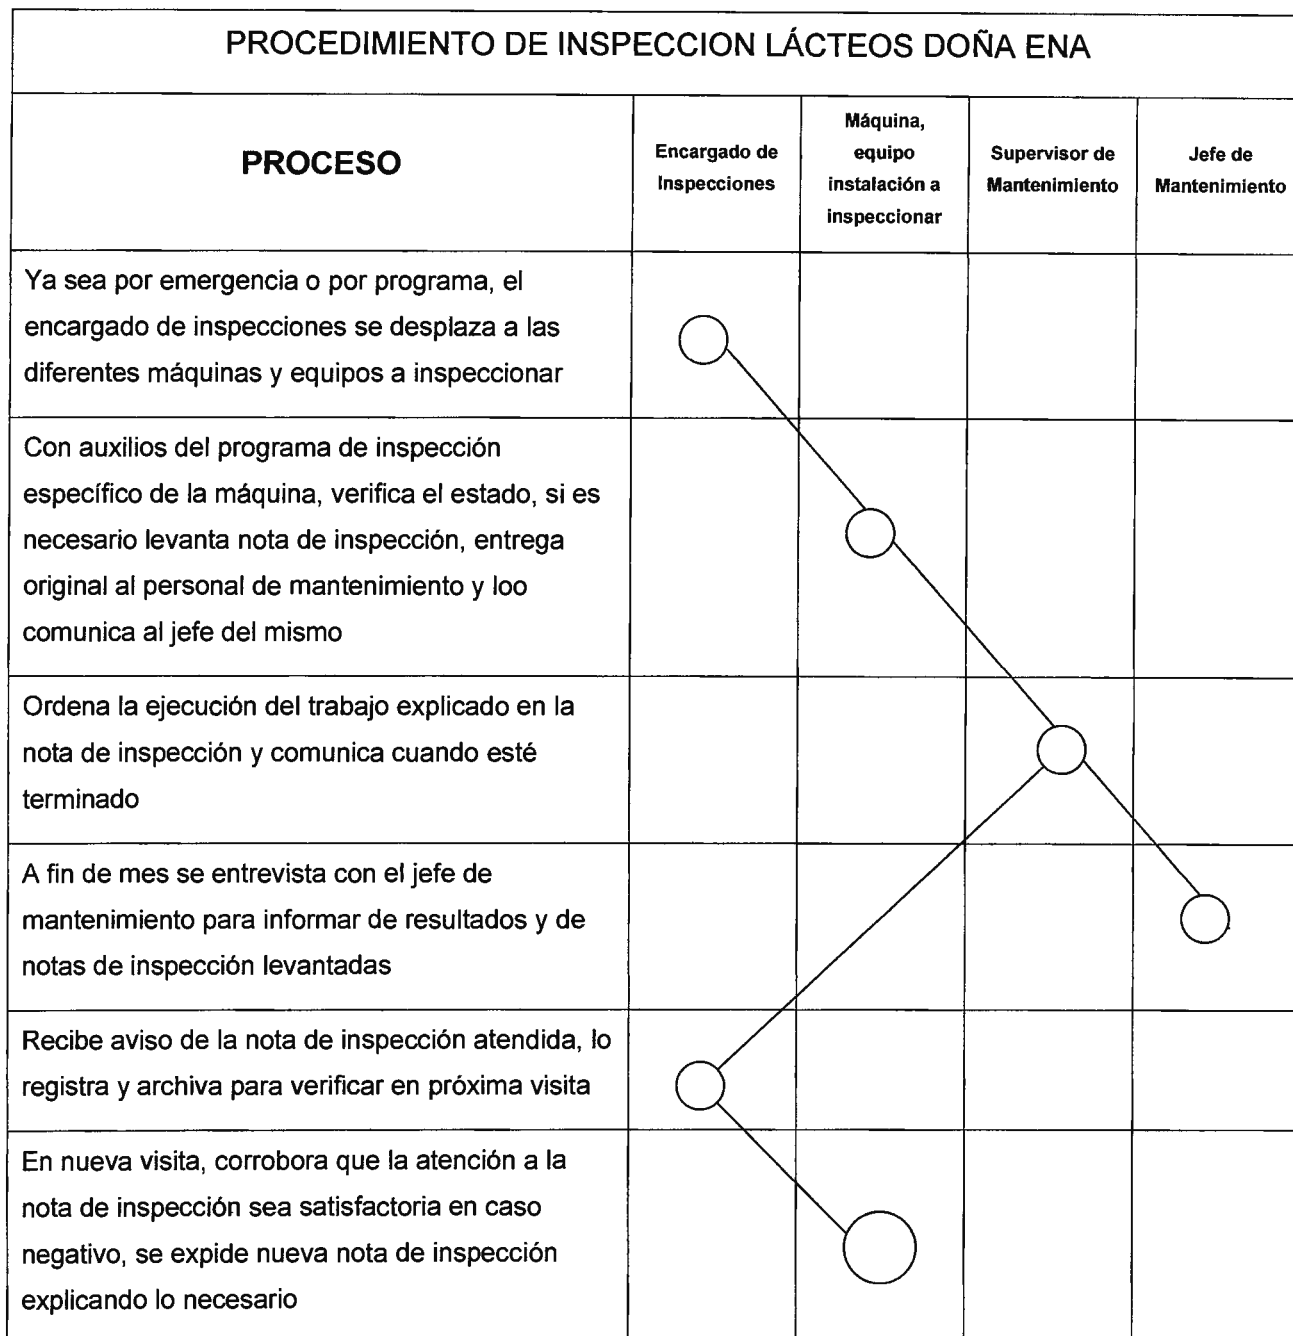 PROCEDIMIENTO DE INSPECCION LÁCTEOS DOÑA ENA
PROCESO
Encargado de
Inspecciones
Máquina,
equipo
instalación a
inspeccionar
Supervisor de
Mantenimiento
Jefe de
Mantenimiento
Ya sea por emergencia o por programa, el
encargado de inspecciones se desplaza a las
diferentes máquinas y equipos a inspeccionar
Con auxilios del programa de inspección
específico de la máquina, verifica el estado, si es
necesario levanta nota de inspección, entrega
original al personal de mantenimiento y loo
comunica al jefe del mismo
Ordena la ejecución del trabajo explicado en la
nota de inspección y comunica cuando esté
terminado
A fin de mes se entrevista con el jefe de
mantenimiento para informar de resultados y de
notas de inspección levantadas
Recibe aviso de la nota de inspección atendida, lo
registra y archiva para verificar en próxima visita
En nueva visita, corrobora que la atención a la
nota de inspección sea satisfactoria en caso
negativo, se expide nueva nota de inspección
explicando lo necesario